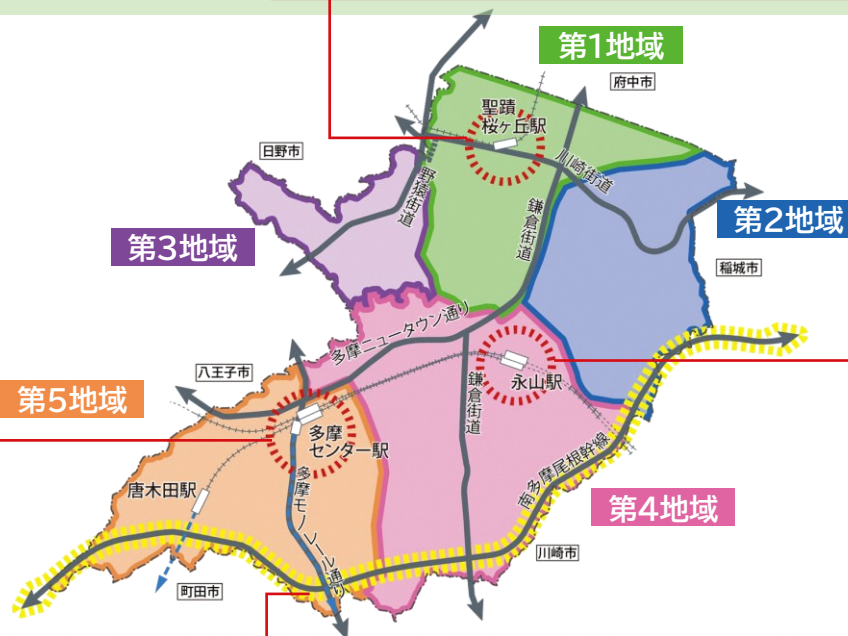 第1地域
府中市
聖蹟
桜ヶ丘駅
日野市
川崎街道
野猿街道
鎌倉街道
第2地域
第3地域
稲城市
多摩ニュータウン通り
八王子市
永山駅
鎌倉街道
第5地域
多摩
センター駅
南多摩尾根幹線
唐木田駅
多摩モノレール通り
第4地域
川崎市
町田市